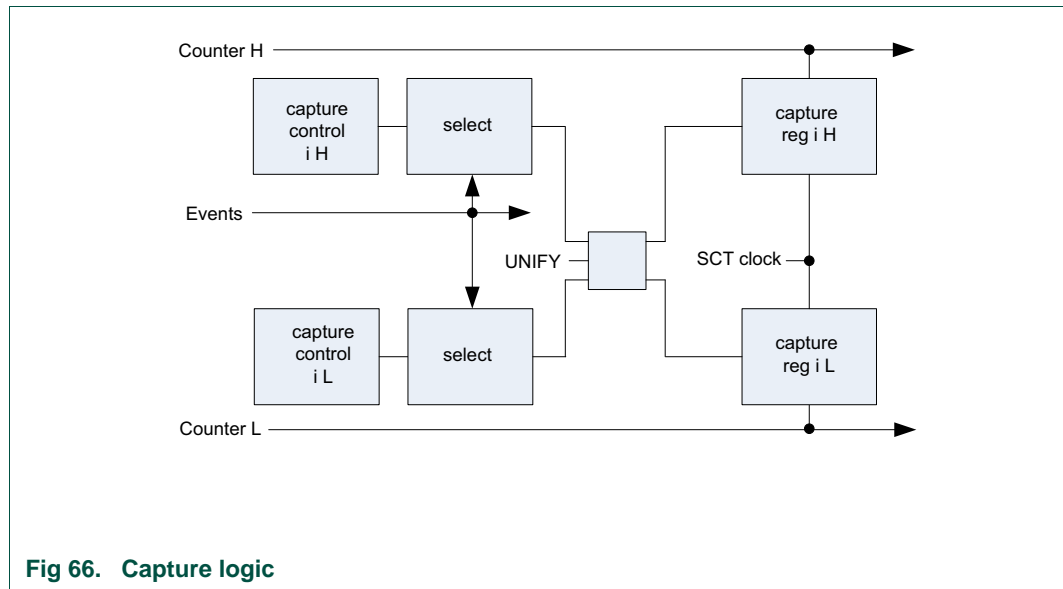 Counter H
capture
control
i H
select
capture
reg i H
Events
UNIFY
SCT clock
capture
control
i L
select
capture
reg i L
Counter L
Fig 66. Capture logic